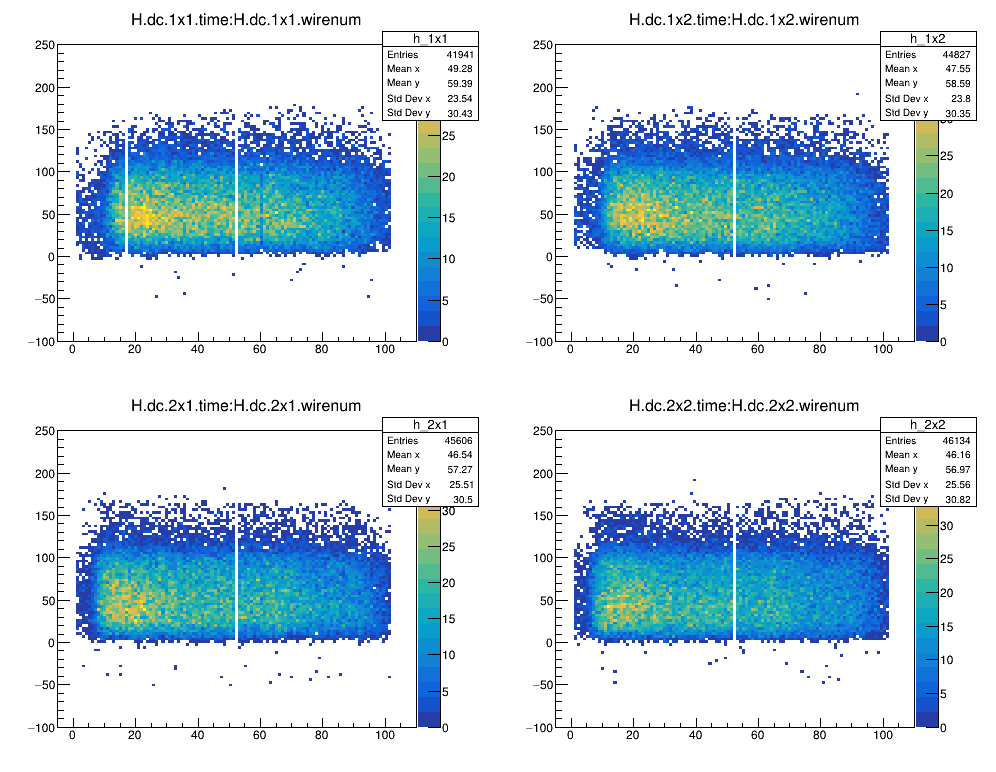 H.dc.1x1.time:H.dc.1x1.wirenum
h_1x1
Entries 41941
Mean x 49.28
Mean y 59.39
Std Dev x 23.54
Std Dev y 30.43
250
200
150
100
50
0
−50
−100
0 20 40 60 80 100
25
20
15
10
5
0
H.dc.1x2.time:H.dc.1x2.wirenum
h_1x2
Entries 44827
Mean x 47.55
Mean y 58.59
Std Dev x 23.8
Std Dev y 30.35
250
200
150
100
50
0
−50
−100
0 20 40 60 80 100
25
20
15
10
5
0
H.dc.2x1.time:H.dc.2x1.wirenum
h_2x1
Entries 45606
Mean x 46.54
Mean y 57.27
Std Dev x 25.51
Std Dev y 30.5
250
200
150
100
50
0
−50
−100
0 20 40 60 80 100
30
25
20
15
10
5
0
H.dc.2x2.time:H.dc.2x2.wirenum
h_2x2
Entries 46134
Mean x 46.16
Mean y 56.97
Std Dev x 25.56
Std Dev y 30.82
250
200
150
100
50
0
−50
−100
0 20 40 60 80 100
30
25
20
15
10
5
0